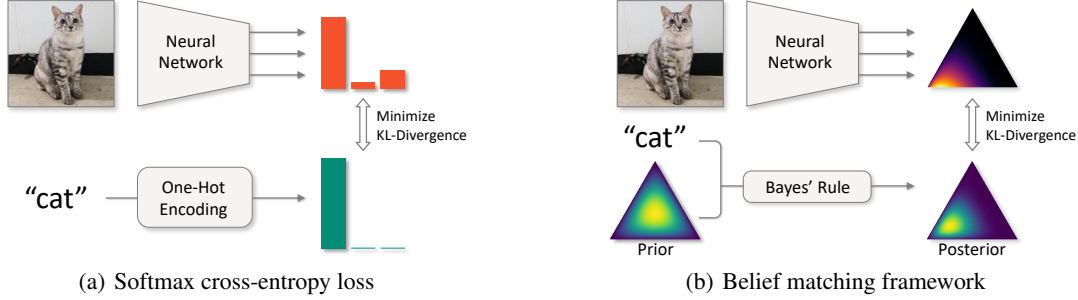 Neural
Network
Minimize
KL-Divergence
“cat”
One-Hot
Encoding
(a) Softmax cross-entropy loss
Neural
Network
Minimize
KL-Divergence
“cat”
Bayes’ Rule
Prior
Posterior
(b) Belief matching framework